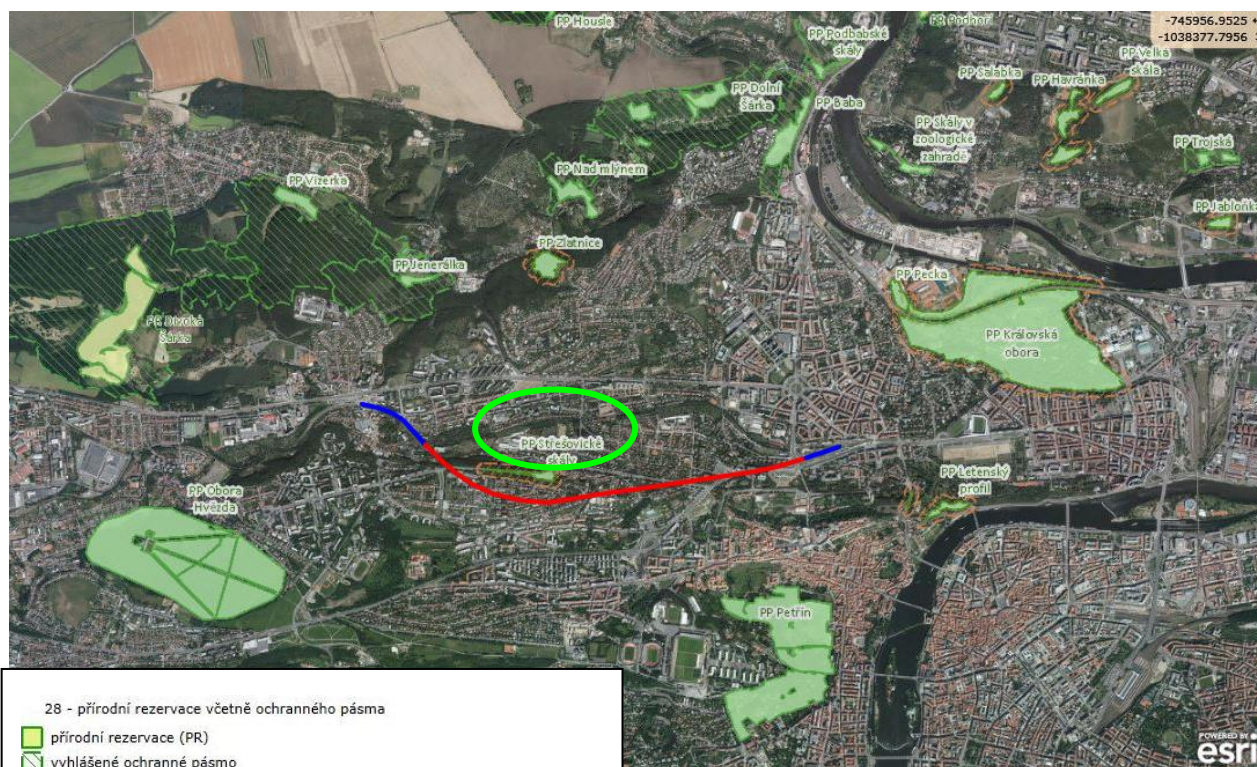 PP Housle
PP Podhoří
-745956.9525
-1038377.7956
PP Podbabské
skály
PP Velká
skála
PP Salabka
PP Havránka
PP Dolní
Šárka
PP Baba
PP Skály v
zoologické
zahradě
PP Trojská
PP Nad mlýnem
PP Vizerka
PP Jabloňka
PP Zlatnice
PP Jenerálka
PP Pecka
PR Divoká
Šárka
PP Královská
obora
PP Střešovické
skály
PP Letenský
profil
PP Obora
Hvězda
PP Petřín
28 - přírodní rezervace včetně ochranného pásma
přírodní rezervace (PR)
vyhlášené ochranné pásmo
POWERED BY
esri